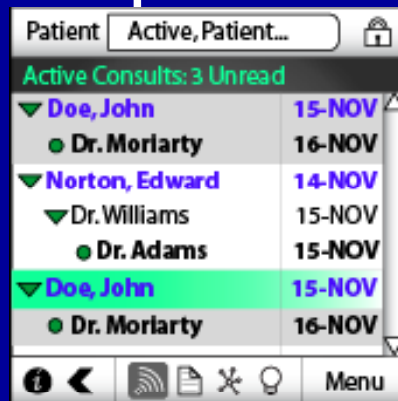 Patient Active, Patient...
Active Consults: 3 Unread
Doe, John 15-NOV
Dr. Moriarty 16-NOV
Norton, Edward 14-NOV
Dr. Williams 15-NOV
Dr. Adams 15-NOV
Doe, John 15-NOV
Dr. Moriarty 16-NOV
Menu